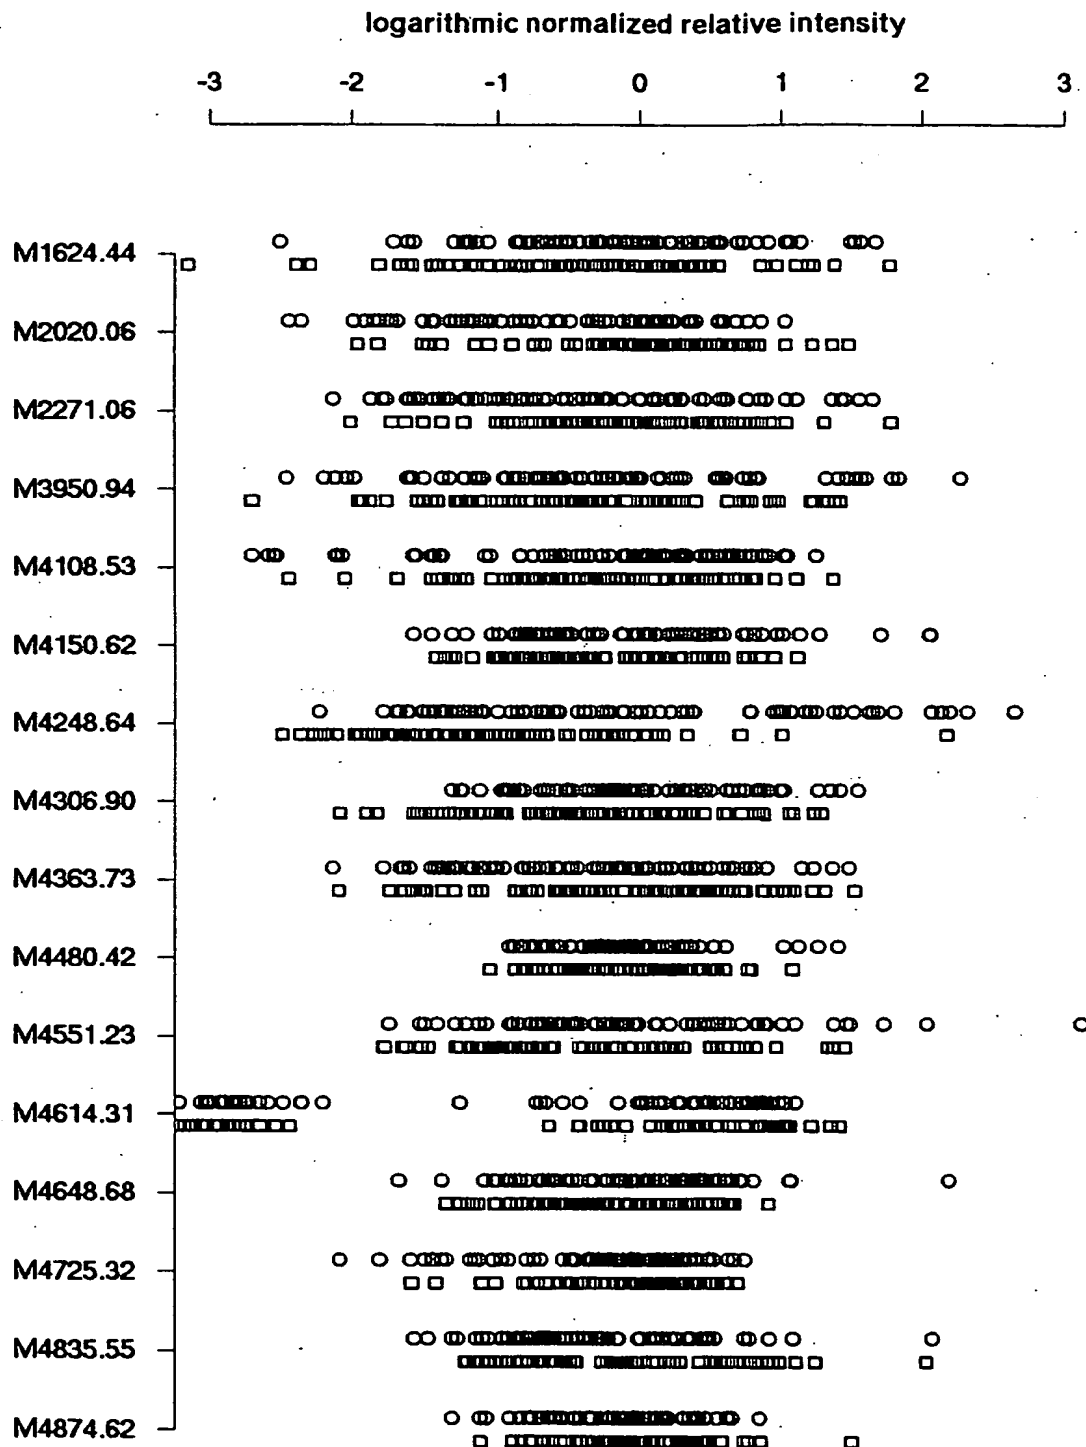 logarithmic normalized relative intensity
-3 -2 -1 0 1 2 3
M1624.44
M2020.06
M2271.06
M3950.94
M4108.53
M4150.62
M4248.64
M4306.90
M4363.73
M4480.42
M4551.23
M4614.31
M4648.68
M4725.32
M4835.55
M4874.62